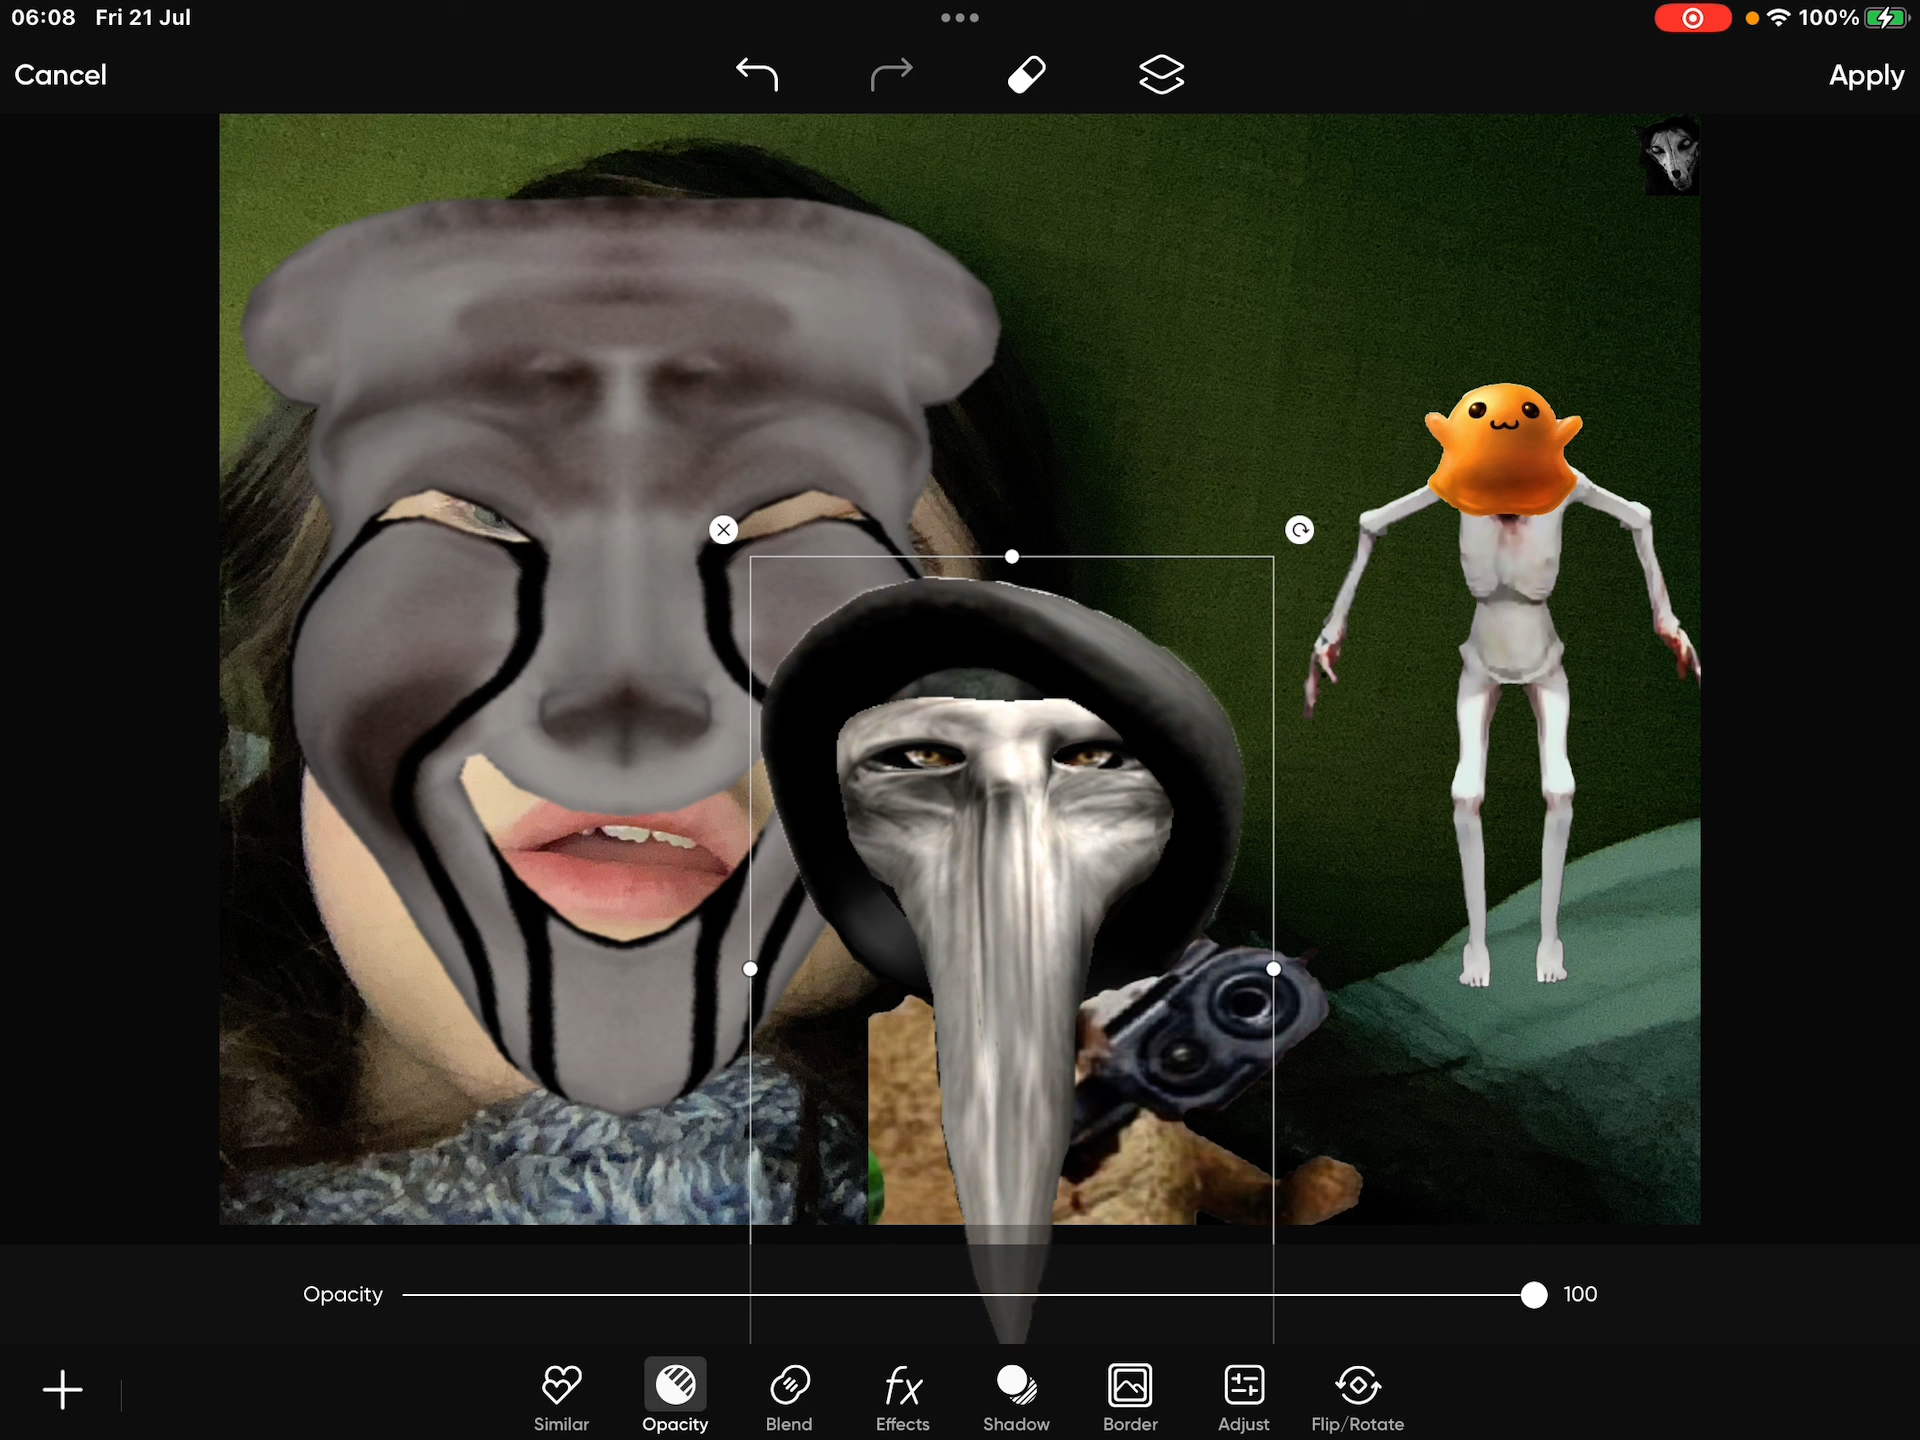 06:08 Fri 21 Jul
100%
Cancel
Apply
Opacity
100
Similar
Opacity
Blend
fx
Effects
Shadow
Border
Adjust
Flip/Rotate